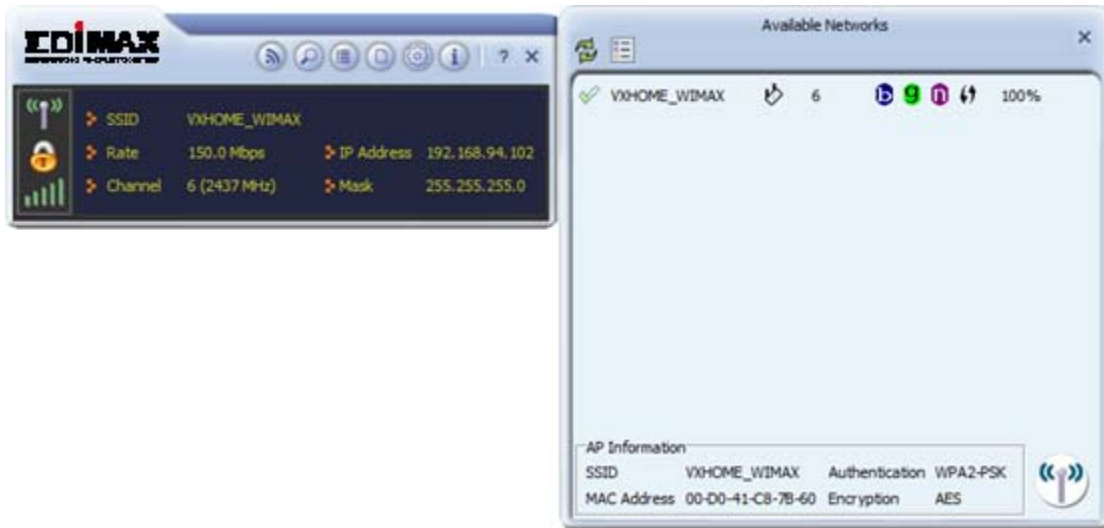 EDIMAX
? ×
SSID VXHOME_WIMAX
Rate 150.0 Mbps IP Address 192.168.94.102
Channel 6 (2437 MHz) Mask 255.255.255.0
Available Networks ×
VXHOME_WIMAX 6 b g n 100%
AP Information
SSID VXHOME_WIMAX Authentication WPA2-PSK
MAC Address 00-D0-41-C8-7B-60 Encryption AES